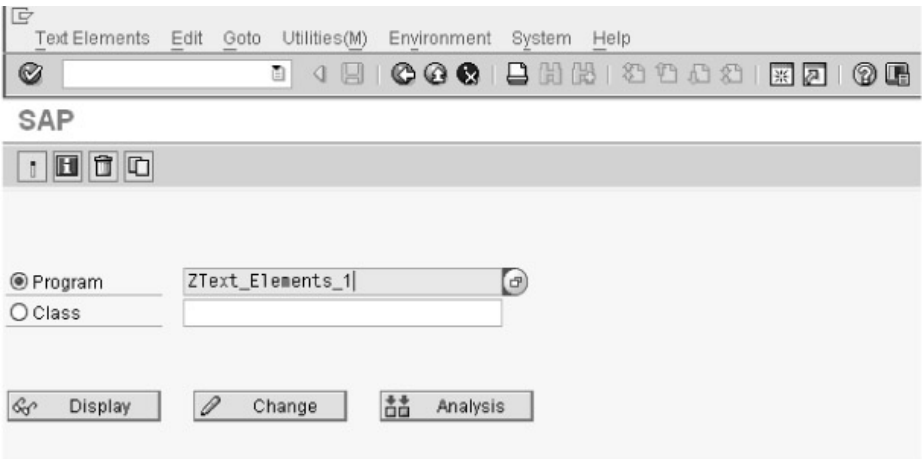 Text Elements Edit Goto Utilities(M) Environment System Help
SAP
Program ZText_Elements_1
Class
Display Change Analysis